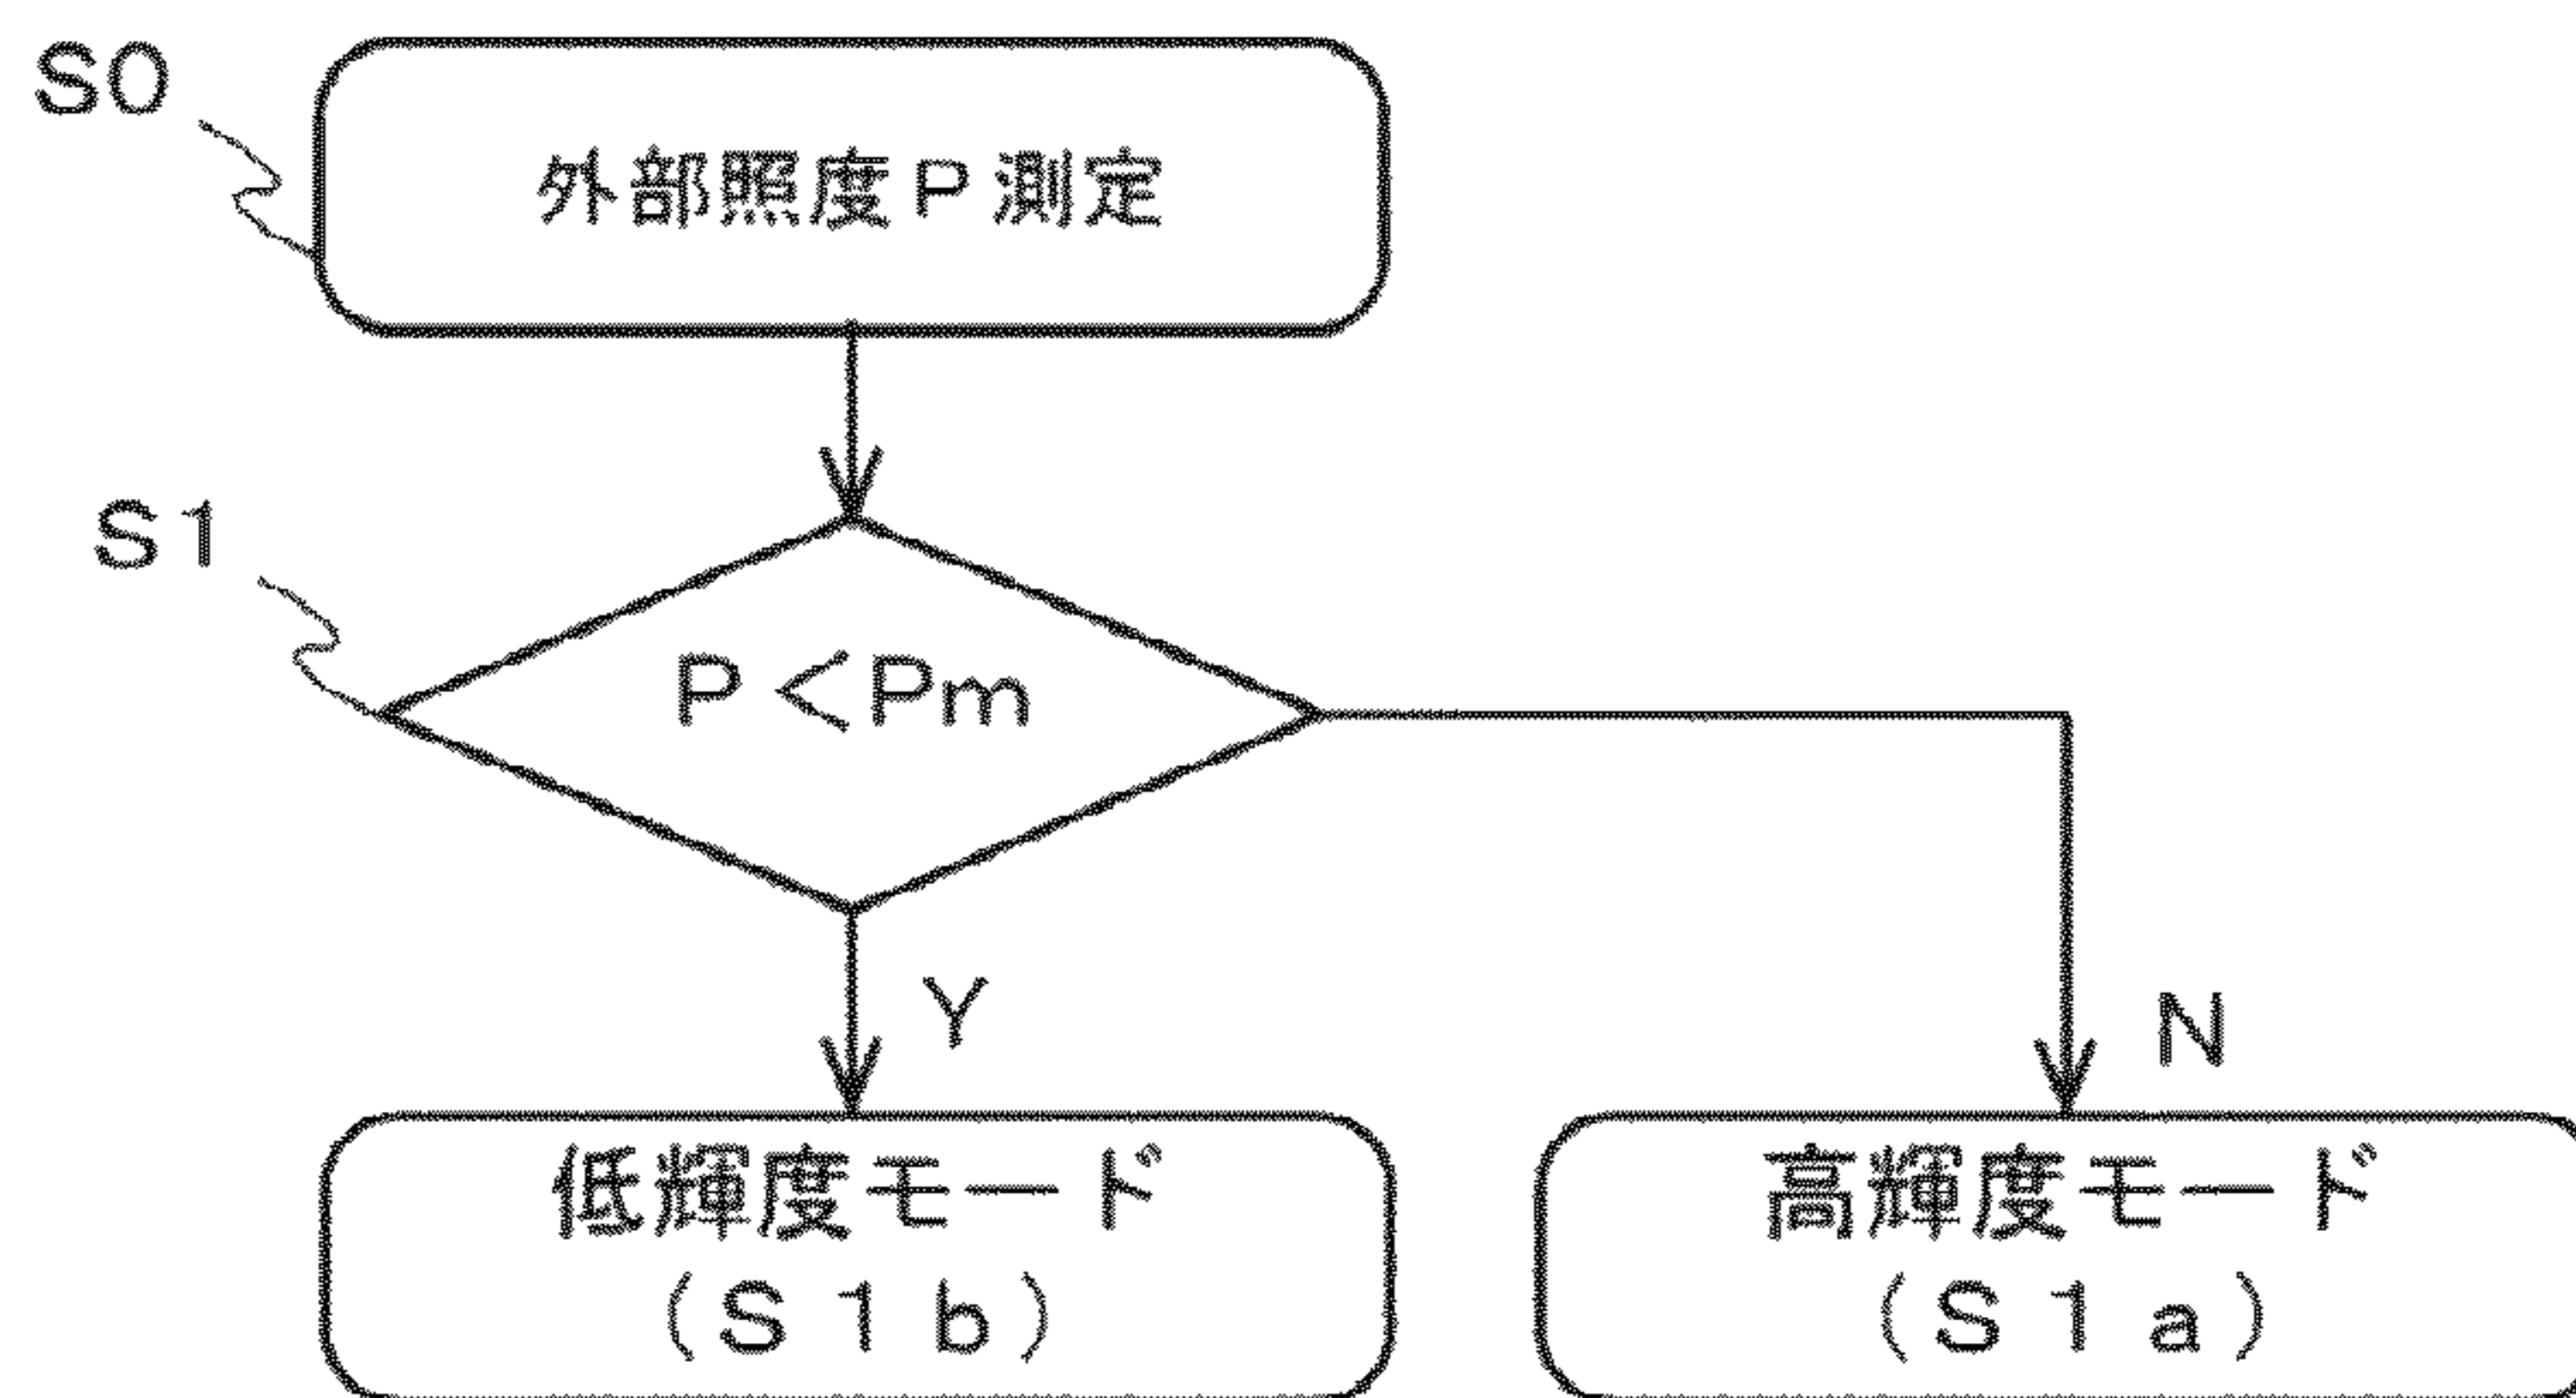 S0
外部照度P測定
S1
P<Pm
Y
N
低輝度モード
(S1b)
高輝度モード
(S1a)